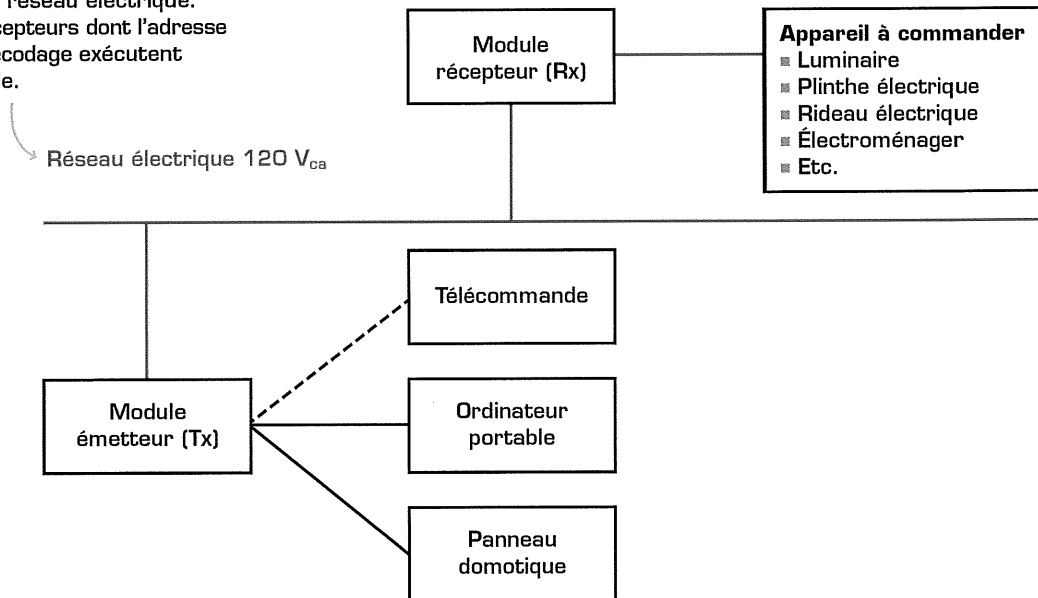 réseau électrique.
cepteurs dont l'adresse
codage exécutent
e.
Réseau électrique 120 Vca
Module
récepteur (Rx)
Appareil à commander
■ Luminaire
■ Plinthe électrique
■ Rideau électrique
■ Électroménager
■ Etc.
Télécommande
Module
émetteur (Tx)
Ordinateur
portable
Panneau
domotique